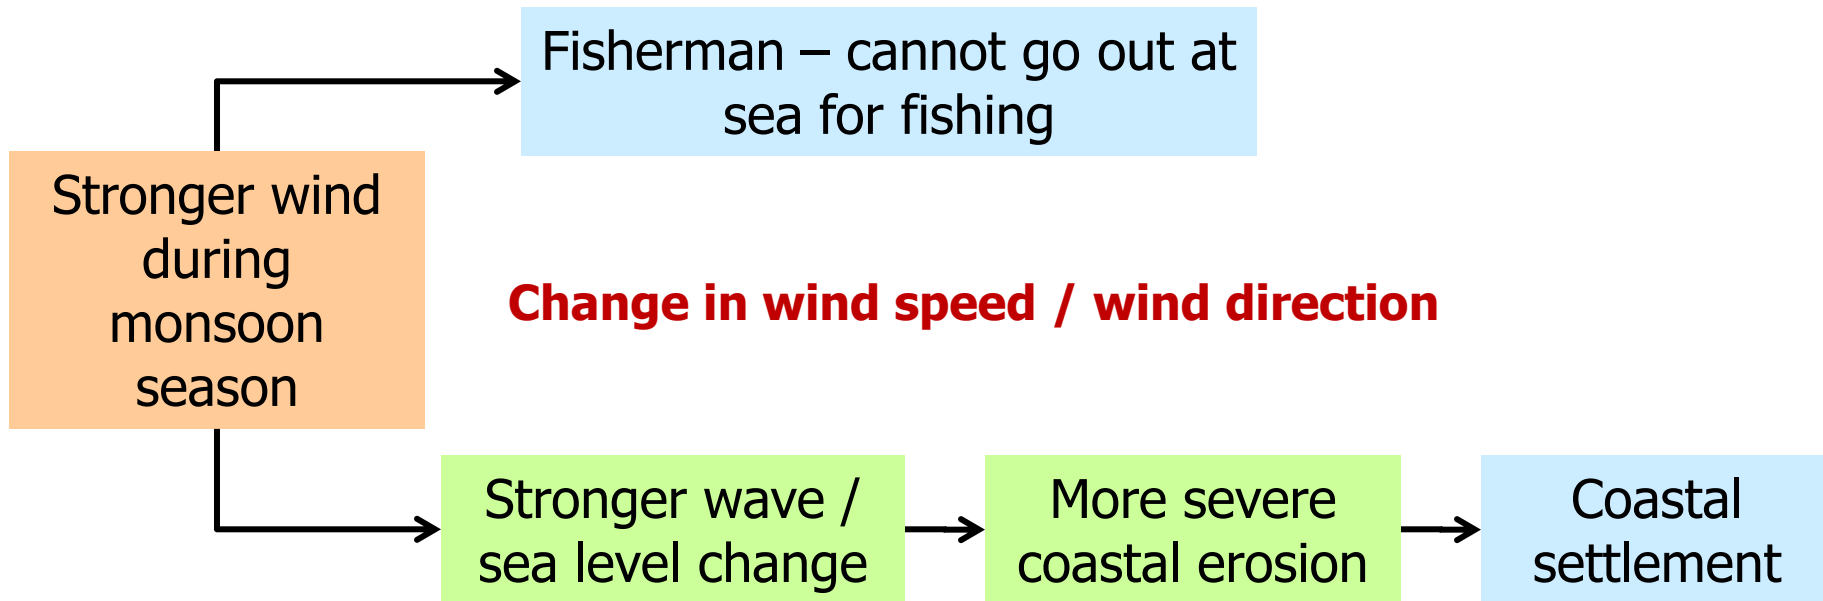 Fisherman – cannot go out at
sea for fishing
Stronger wind
during
monsoon
season
Change in wind speed / wind direction
Stronger wave /
sea level change
More severe
coastal erosion
Coastal
settlement